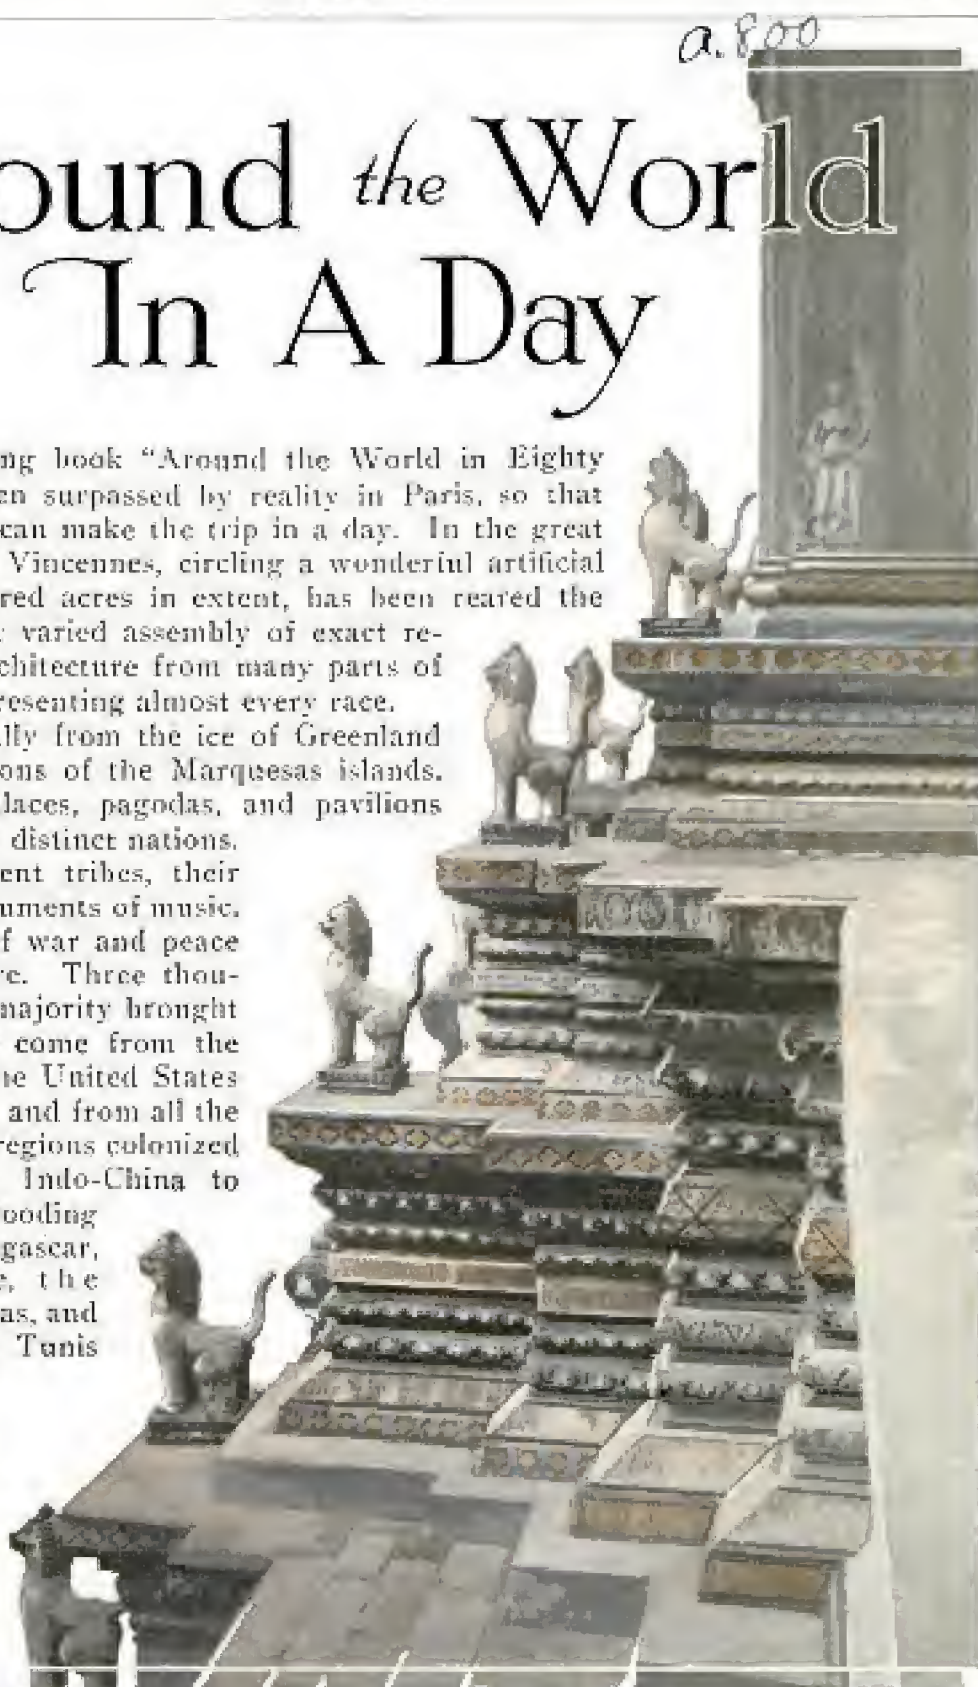 a.800
ound the World
In A Day
ng book "Around the World in Eighty
en surpassed by reality in Paris, so that
can make the trip in a day. In the great
Vincennes, circling a wonderful artificial
red acres in extent, has been reared the
varied assembly of exact re-
chitecture from many parts of
resenting almost every race.
lly from the ice of Greenland
ons of the Marquesas islands.
laces, pagodas, and pavilions
distinct nations.
ent tribes, their
uments of music.
f war and peace
re. Three thou-
majority brought
come from the
he United States
and from all the
regions colonized
Indo-China to
ooding
gascar,
e, the
as, and
Tunis